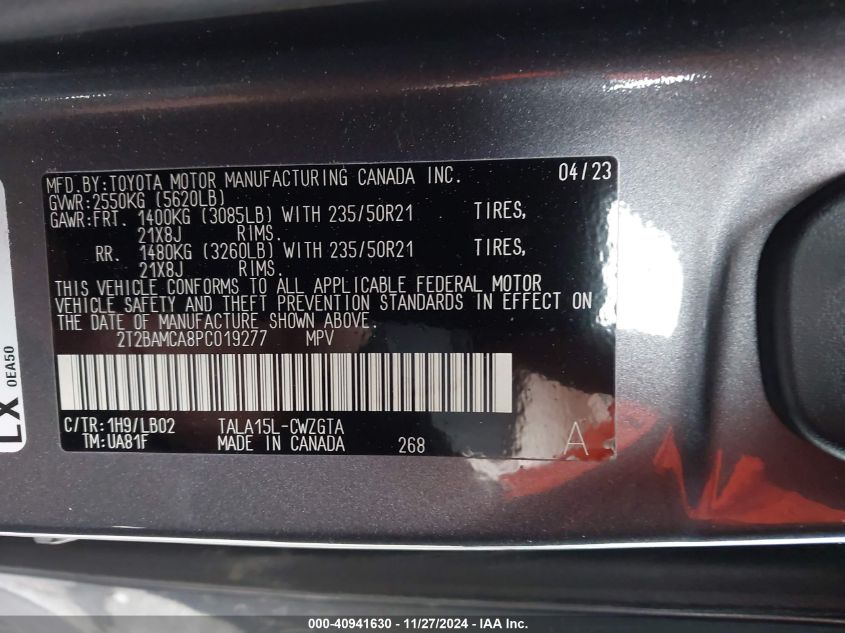 MFD.BY:TOYOTA MOTOR MANUFACTURING CANADA INC. 04/23
GVWR:2550KG (5620LB)
GAWR:FRT. 1400KG (3085LB) WITH 235/50R21 TIRES,
21X8J RIMS.
RR. 1480KG (3260LB) WITH 235/50R21 TIRES,
21X8J RIMS.
THIS VEHICLE CONFORMS TO ALL APPLICABLE FEDERAL MOTOR
VEHICLE SAFETY AND THEFT PREVENTION STANDARDS IN EFFECT ON
THE DATE OF MANUFACTURE SHOWN ABOVE.
2T2BAMCA8PC019277 MPV
C/TR:1H9/LB02 TALA15L-CWZGTA
TM:UA81F MADE IN CANADA 268 A
LX
0EA50
000-40941630 - 11/27/2024 - IAA Inc.